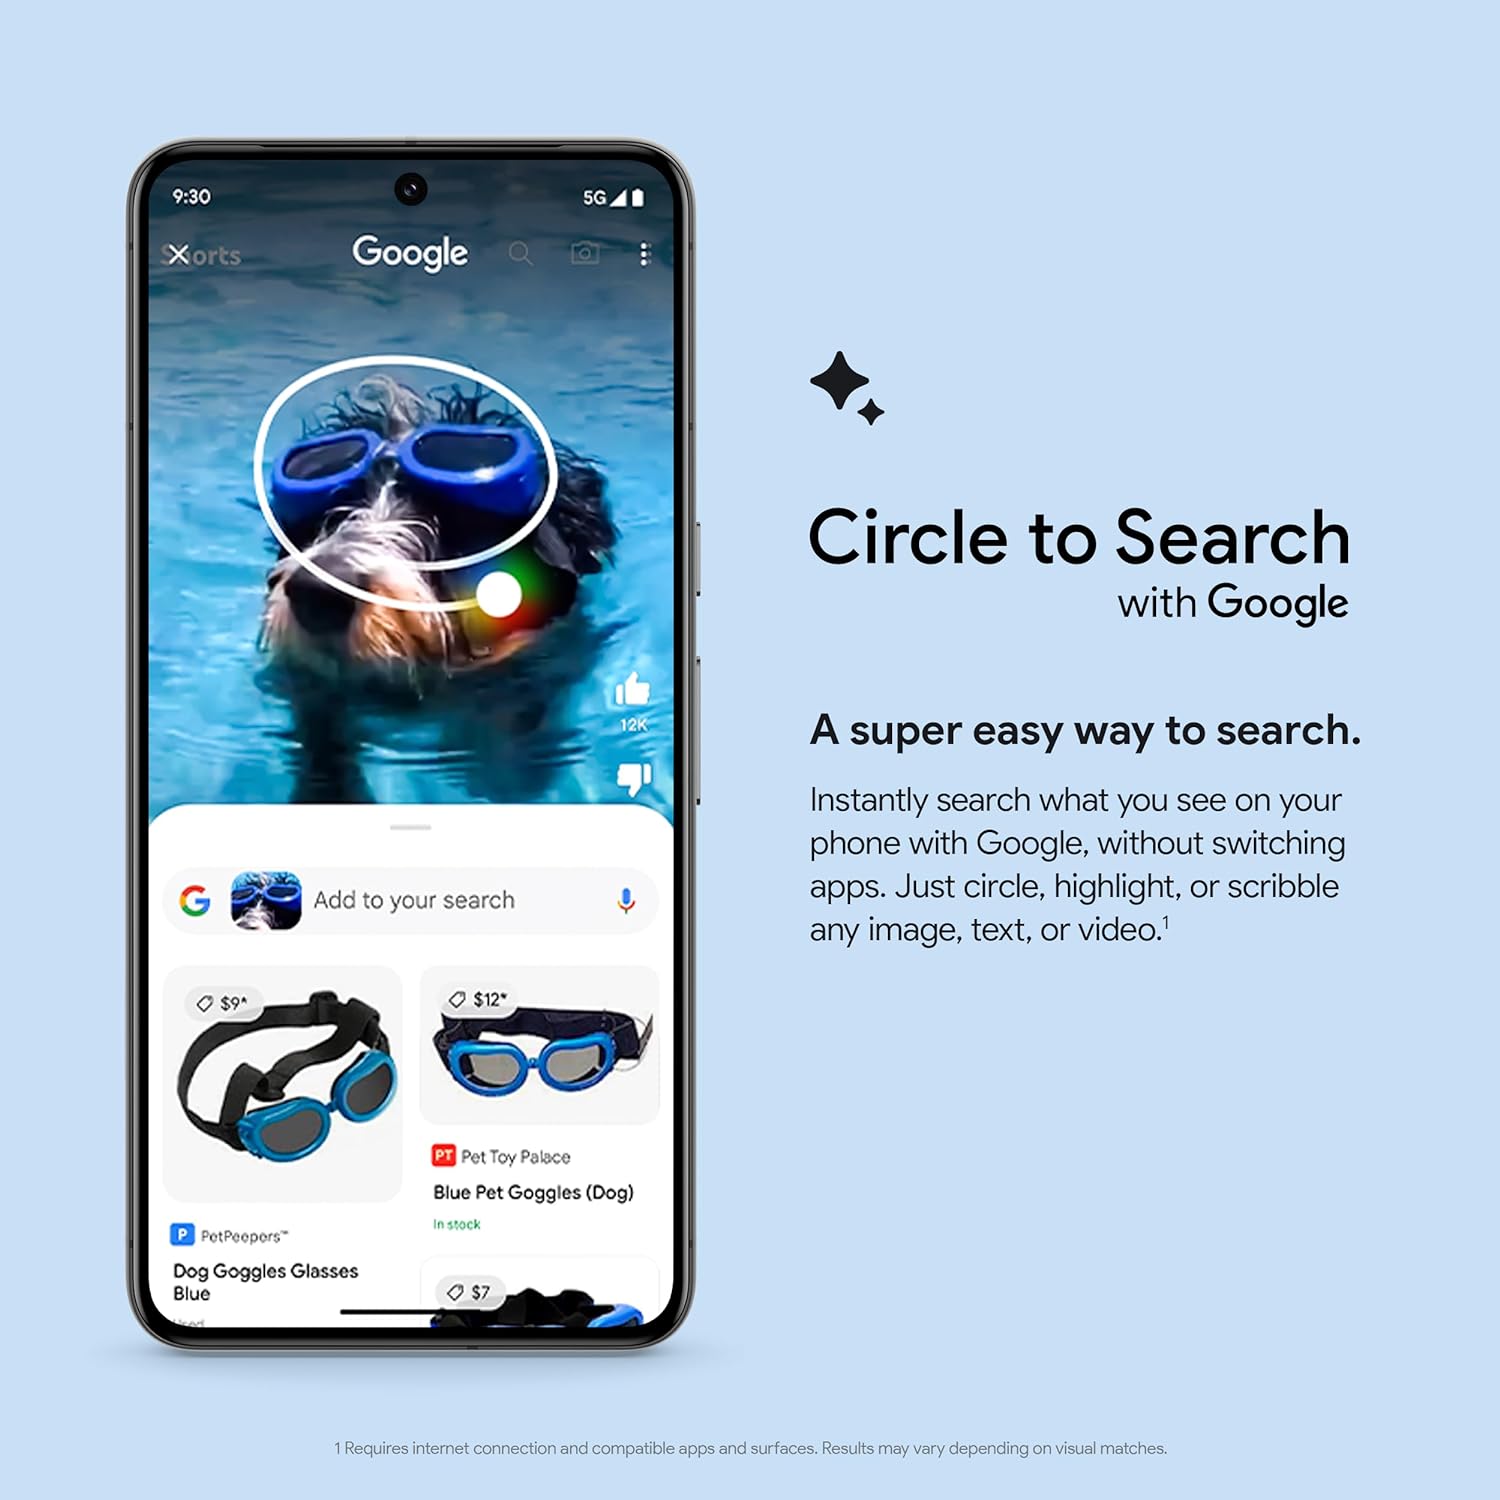 9:30
5G
Shorts
Google
12K
Add to your search
$9*
$12*
PT Pet Toy Palace
Blue Pet Goggles (Dog)
In stock
P PetPeepers™
Dog Goggles Glasses
Blue
Used
$7
Circle to Search
with Google
A super easy way to search.
Instantly search what you see on your
phone with Google, without switching
apps. Just circle, highlight, or scribble
any image, text, or video.¹
1 Requires internet connection and compatible apps and surfaces. Results may vary depending on visual matches.